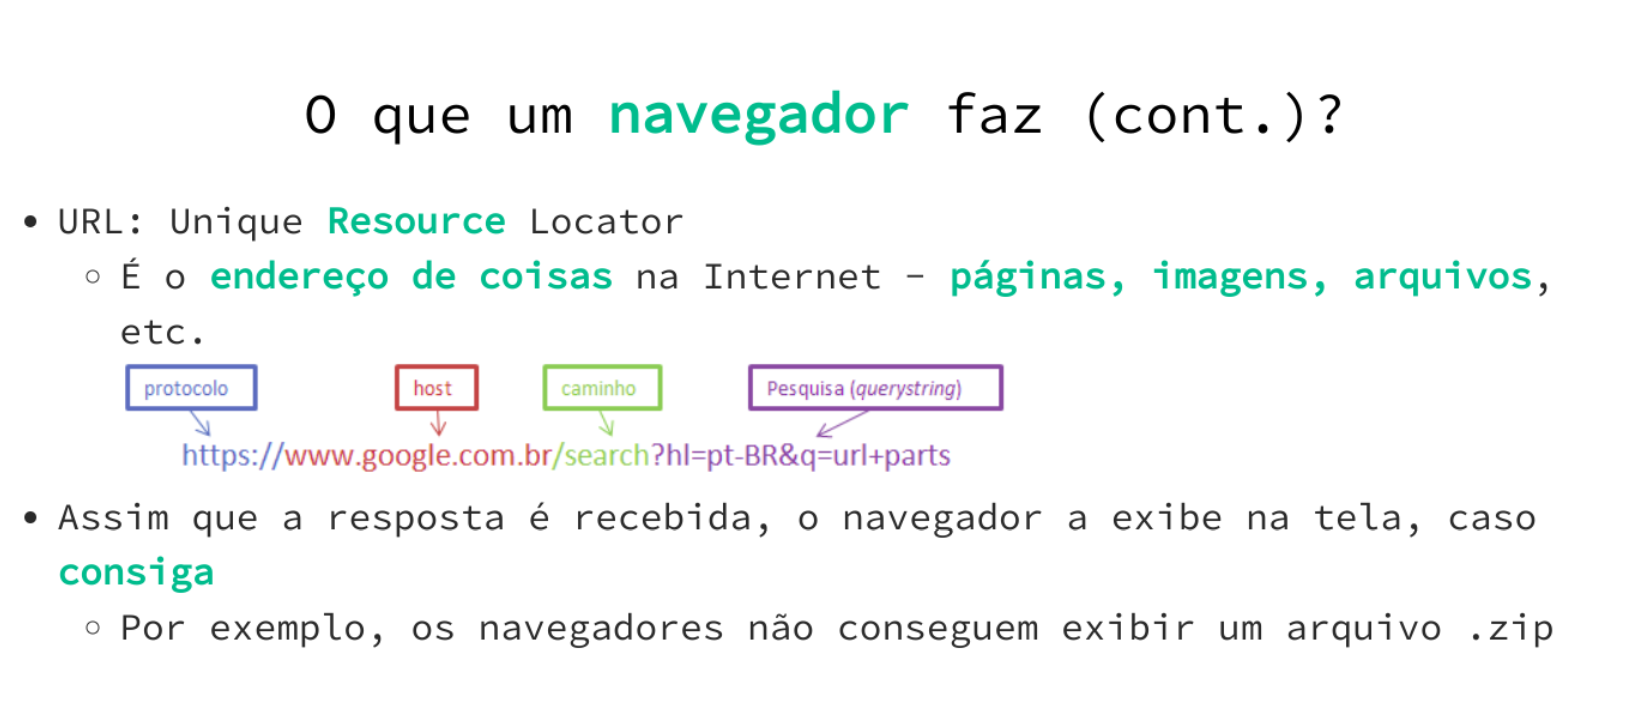 O que um navegador faz (cont.)?
• URL: Unique Resource Locator
○ É o endereço de coisas na Internet – páginas, imagens, arquivos,
etc.
protocolo host caminho Pesquisa (querystring)
https://www.google.com.br/search?hl=pt-BR&q=url+parts
• Assim que a resposta é recebida, o navegador a exibe na tela, caso
consiga
○ Por exemplo, os navegadores não conseguem exibir um arquivo .zip